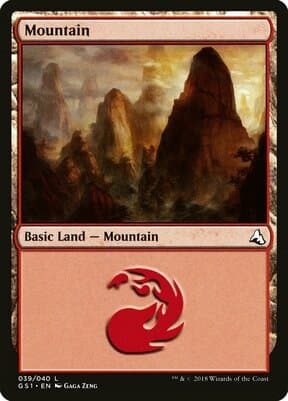 Mountain
Basic Land — Mountain
039/040 L
GS1 • EN Gaga Zeng
™ & © 2018 Wizards of the Coast